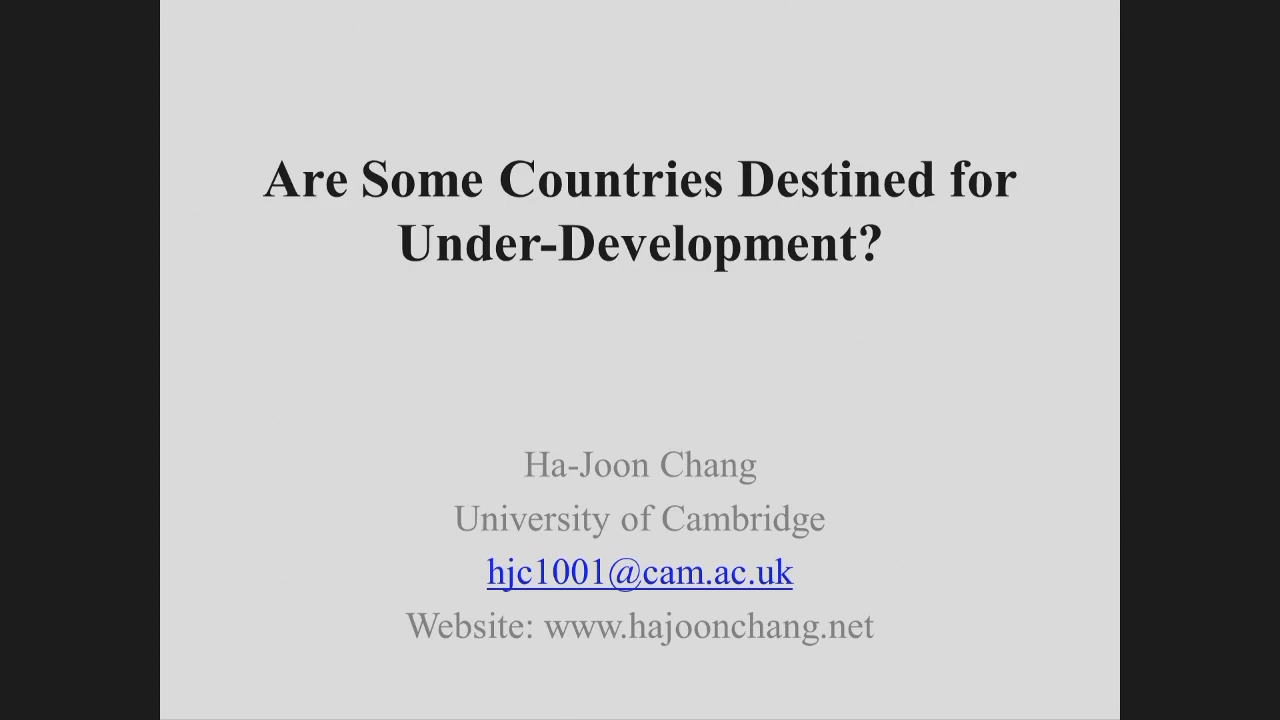 Are Some Countries Destined for
Under-Development?
Ha-Joon Chang
University of Cambridge
hjc1001@cam.ac.uk
Website: www.hajoonchang.net